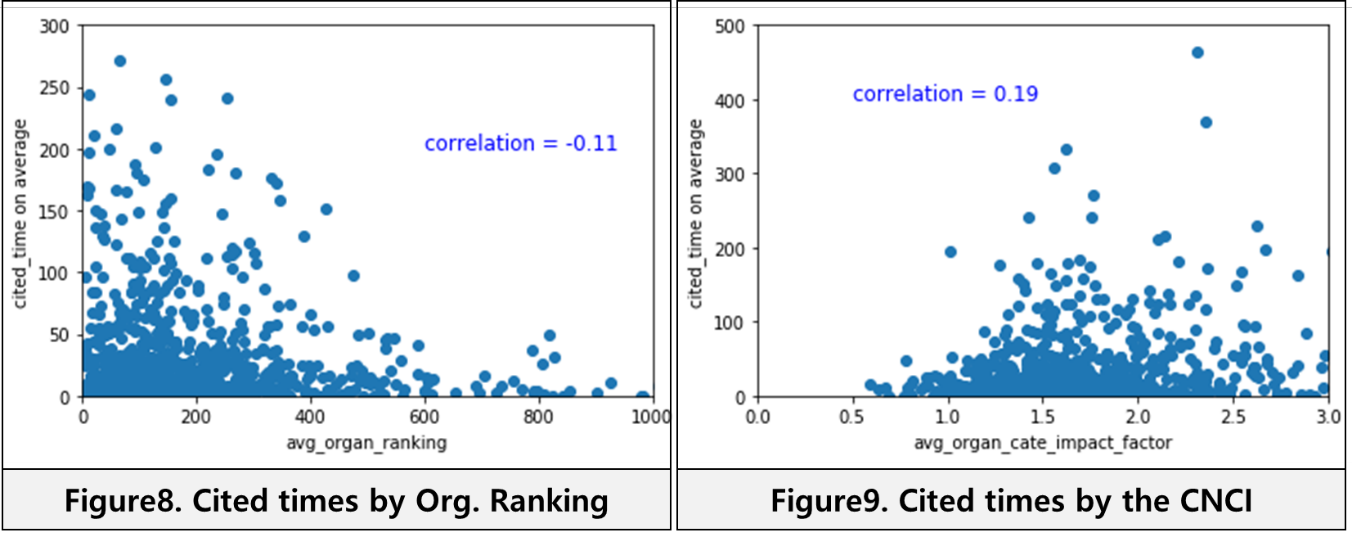 300
250
200
150
100
50
0
cited_time on average
correlation = -0.11
0 200 400 600 800 1000
avg_organ_ranking
Figure8. Cited times by Org. Ranking
500
400
300
200
100
0
cited_time on average
correlation = 0.19
0.0 0.5 1.0 1.5 2.0 2.5 3.0
avg_organ_cate_impact_factor
Figure9. Cited times by the CNCI